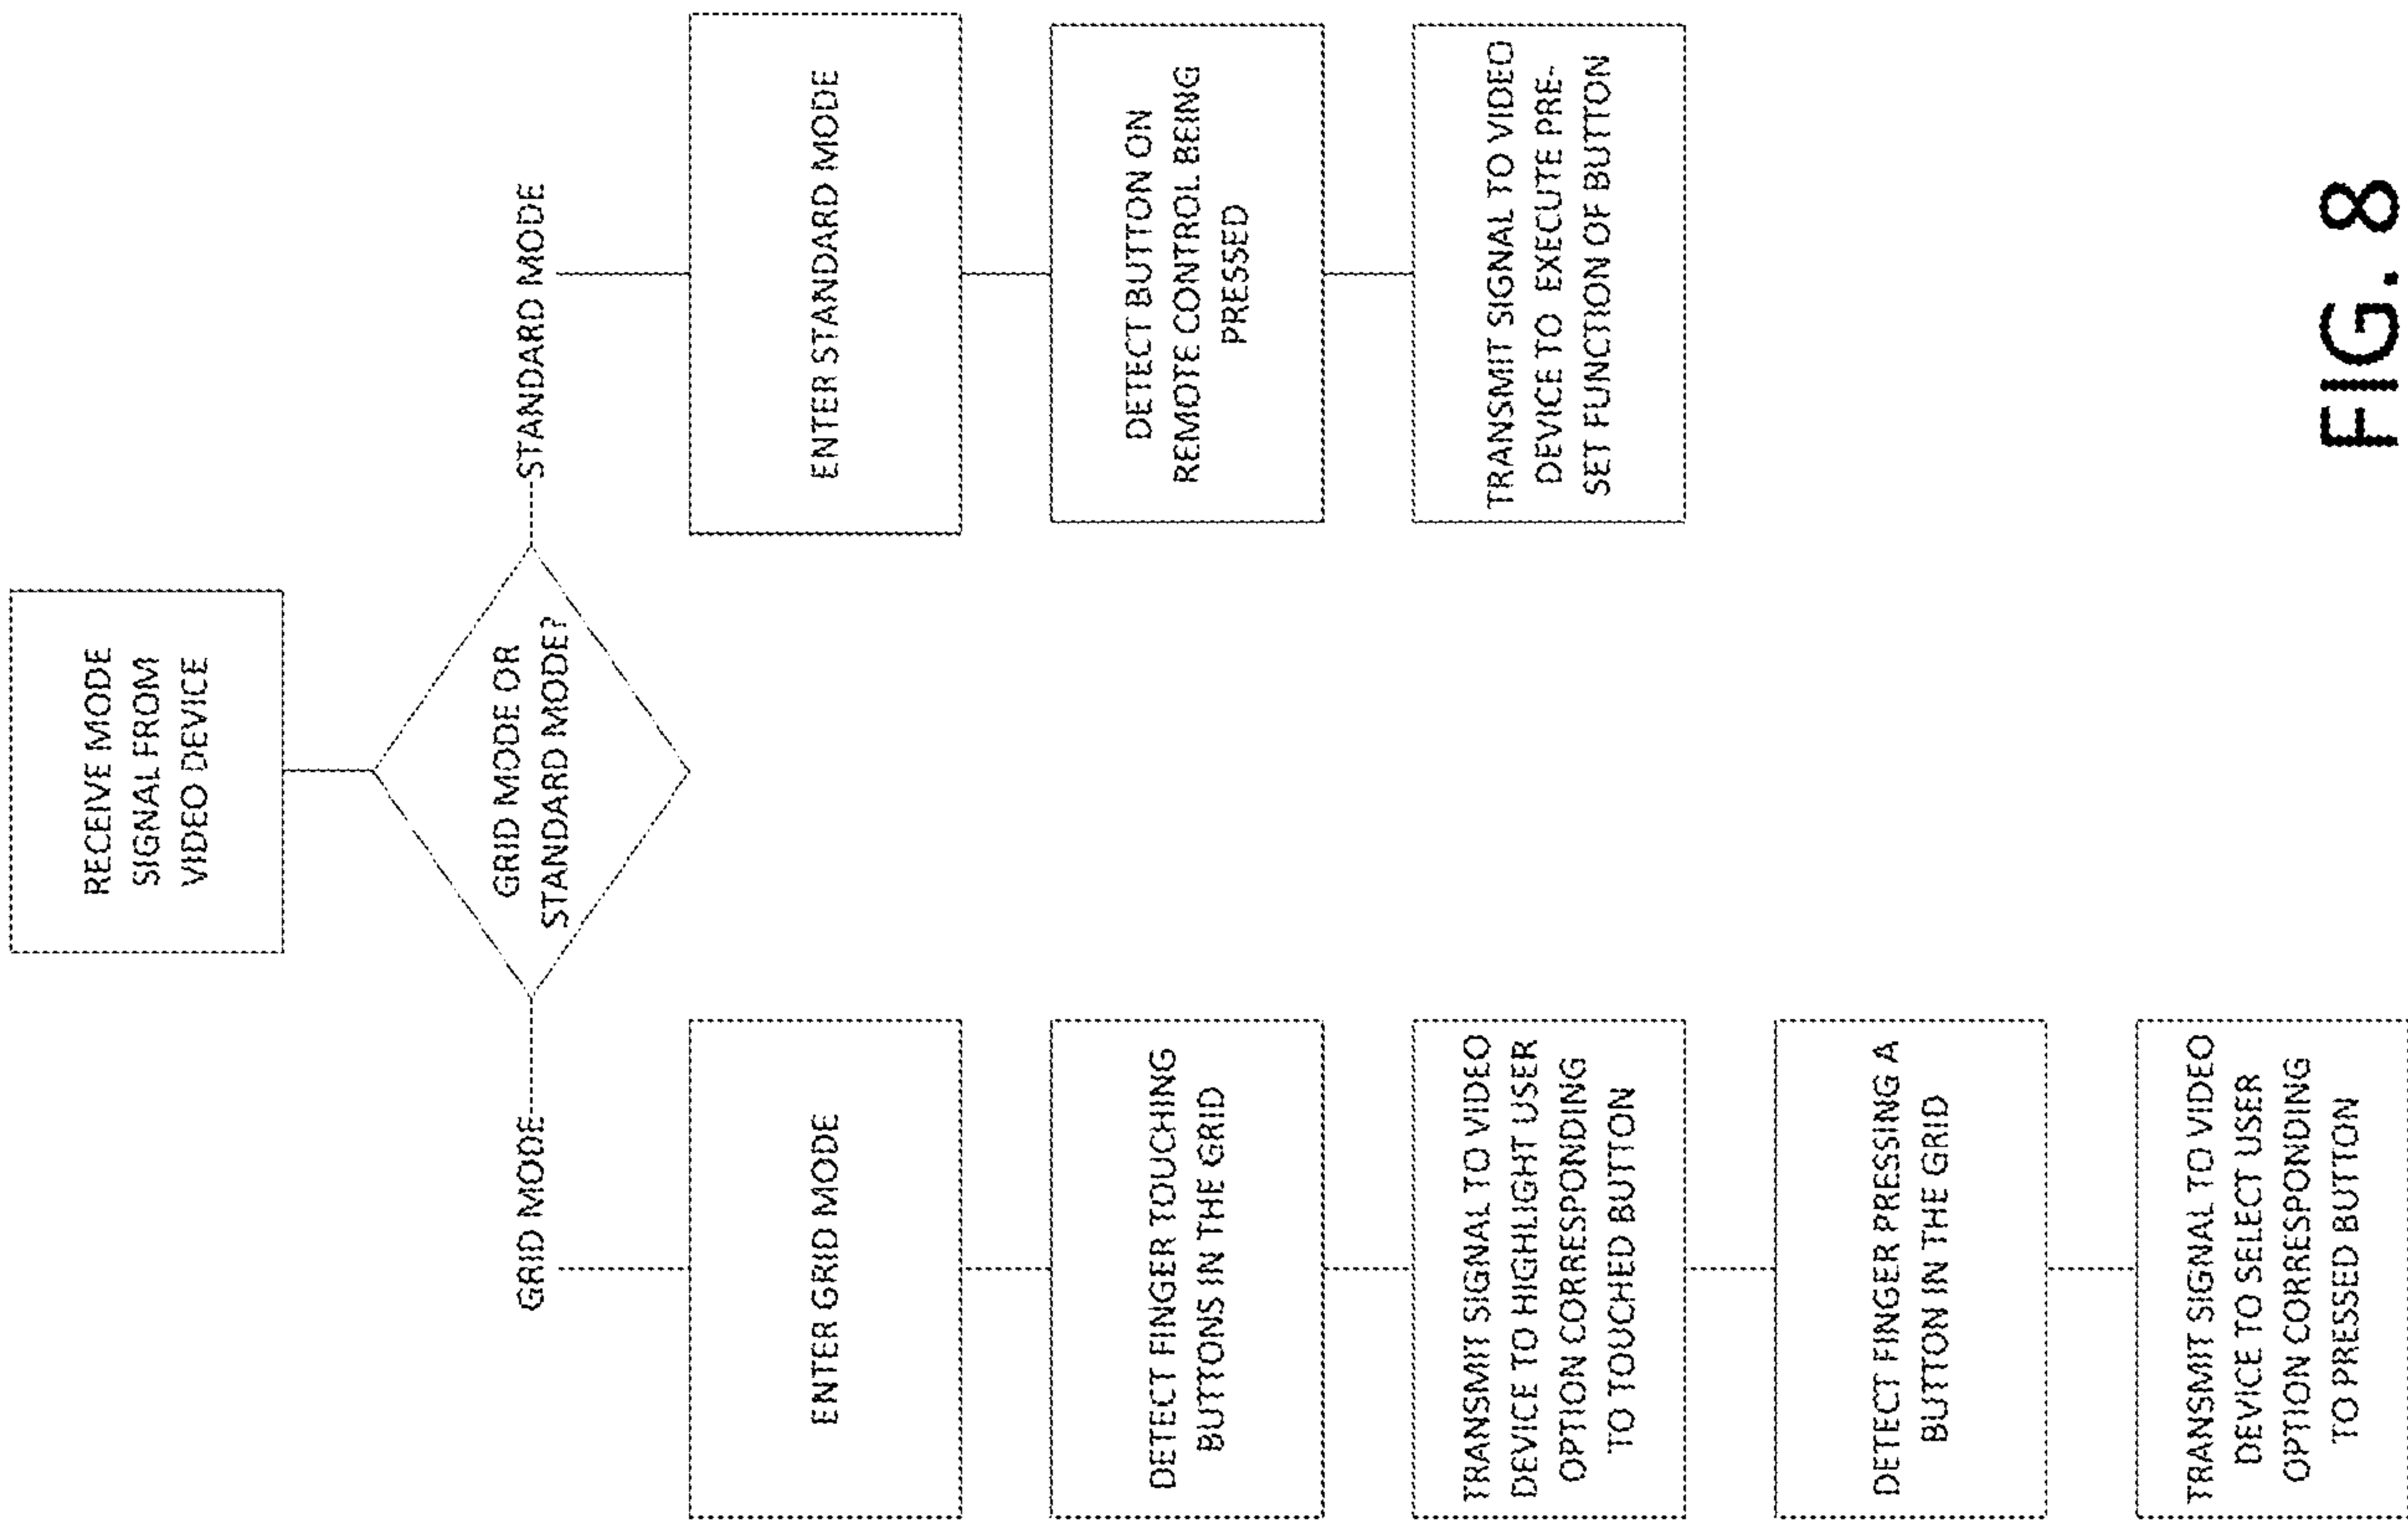 RECEIVE MODE
SIGNAL FROM
VIDEO DEVICE
GRID MODE OR
STANDARD MODE?
GRID MODE
STANDARD MODE
ENTER GRID MODE
DETECT FINGER TOUCHING
BUTTONS IN THE GRID
TRANSMIT SIGNAL TO VIDEO
DEVICE TO HIGHLIGHT USER
OPTION CORRESPONDING
TO TOUCHED BUTTON
DETECT FINGER PRESSING A
BUTTON IN THE GRID
TRANSMIT SIGNAL TO VIDEO
DEVICE TO SELECT USER
OPTION CORRESPONDING
TO PRESSED BUTTON
ENTER STANDARD MODE
DETECT BUTTON ON
REMOTE CONTROL BEING
PRESSED
TRANSMIT SIGNAL TO VIDEO
DEVICE TO EXECUTE PRE-
SET FUNCTION OF BUTTON
FIG. 8